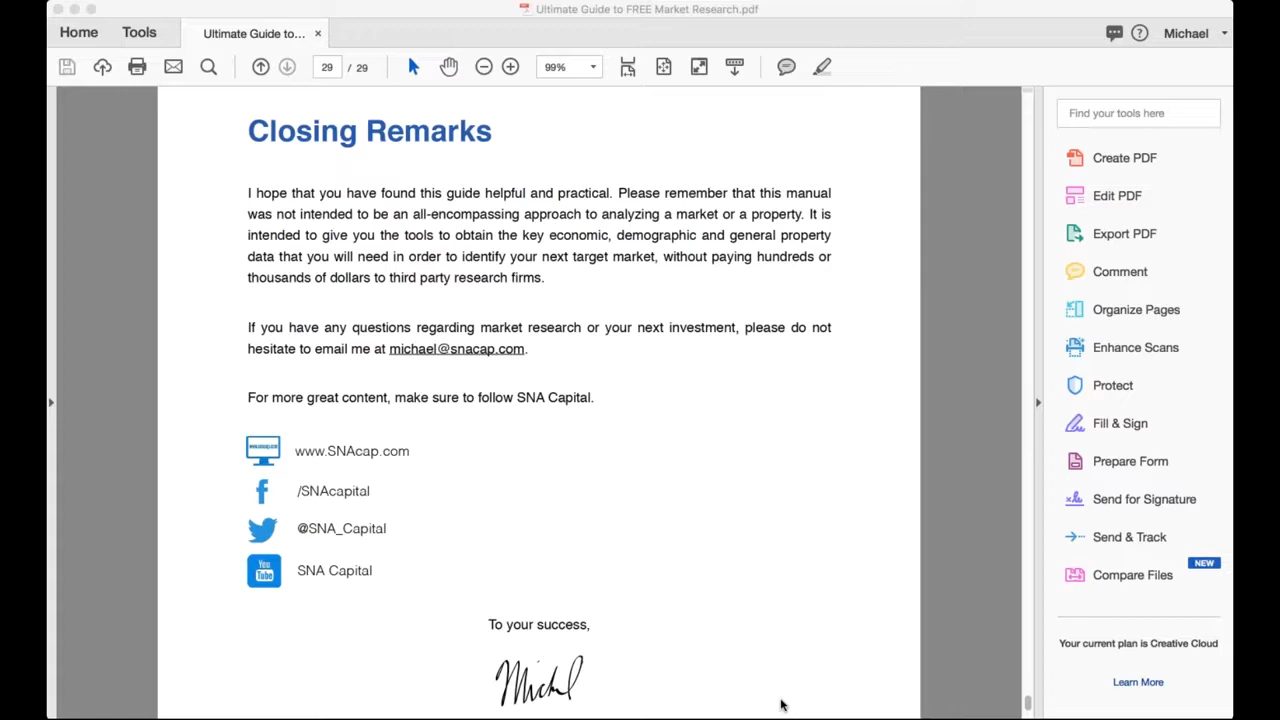 Ultimate Guide to FREE Market Research.pdf
Home Tools Ultimate Guide to... × Michael
29 / 29 99%
Closing Remarks
I hope that you have found this guide helpful and practical. Please remember that this manual
was not intended to be an all-encompassing approach to analyzing a market or a property. It is
intended to give you the tools to obtain the key economic, demographic and general property
data that you will need in order to identify your next target market, without paying hundreds or
thousands of dollars to third party research firms.
If you have any questions regarding market research or your next investment, please do not
hesitate to email me at michael@snacap.com.
For more great content, make sure to follow SNA Capital.
www.SNAcap.com
/SNAcapital
@SNA_Capital
You
Tube
SNA Capital
To your success,
Michael
Find your tools here
Create PDF
Edit PDF
Export PDF
Comment
Organize Pages
Enhance Scans
Protect
Fill & Sign
Prepare Form
Send for Signature
Send & Track
NEW
Compare Files
Your current plan is Creative Cloud
Learn More